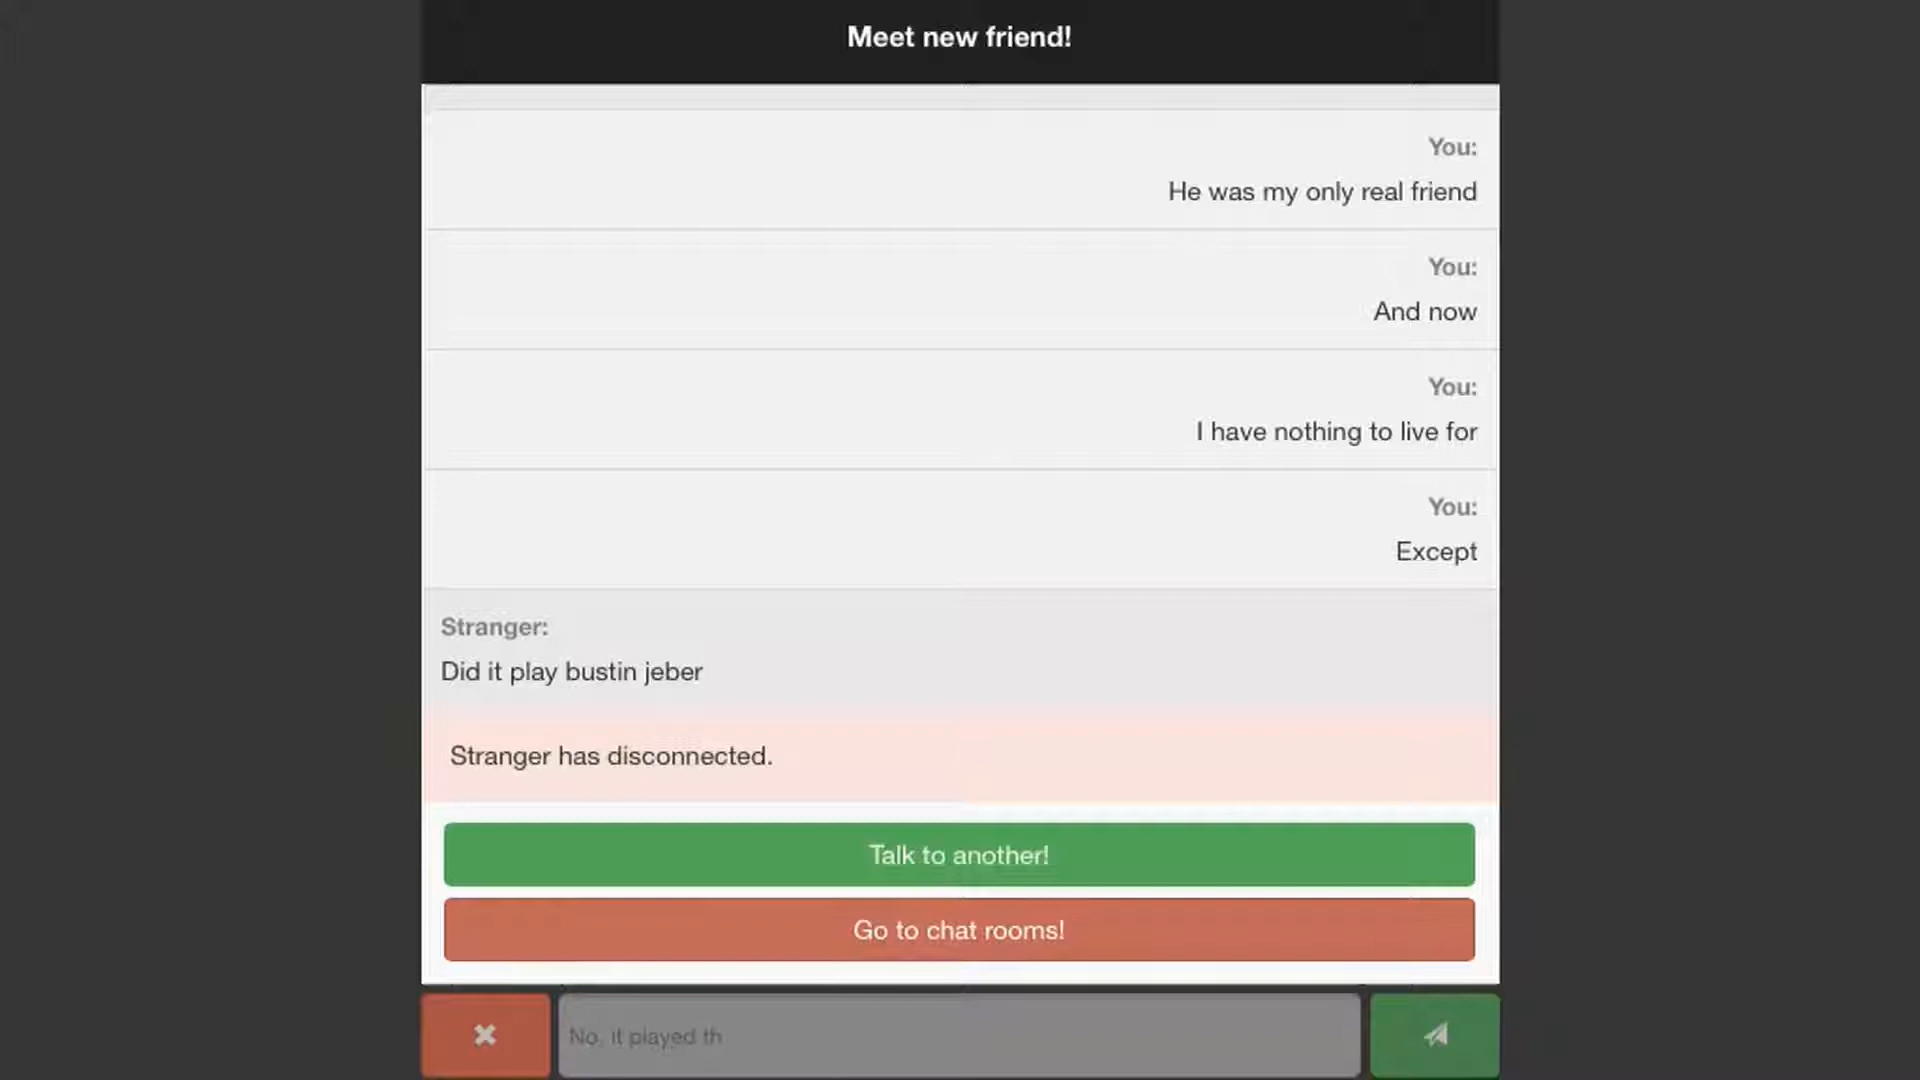 Meet new friend!
You:
He was my only real friend
You:
And now
You:
I have nothing to live for
You:
Except
Stranger:
Did it play bustin jeber
Stranger has disconnected.
Talk to another!
Go to chat rooms!
No, it played th